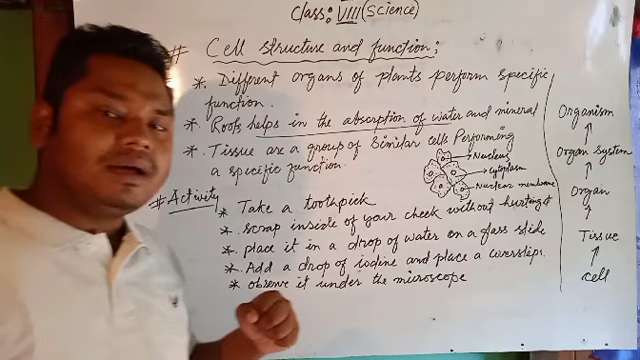 Class: VIII (Science)
# Cell structure and function:
* Different organs of plants perform specific
function.
* Roofs helps in the absorption of water and mineral
* Tissue are a group of Similar cells Performing
a specific function.
Nucleus
cytoplasm
Nuclear membrane
# Activity
* Take a toothpick
* scrap inside of your cheek without hurting it
* place it in a drop of water on a glass slide
* Add a drop of iodine and place a coverslips.
* observe it under the microscope
Organism
↑
Organ System
↑
Organ
↑
Tissue
↑
Cell